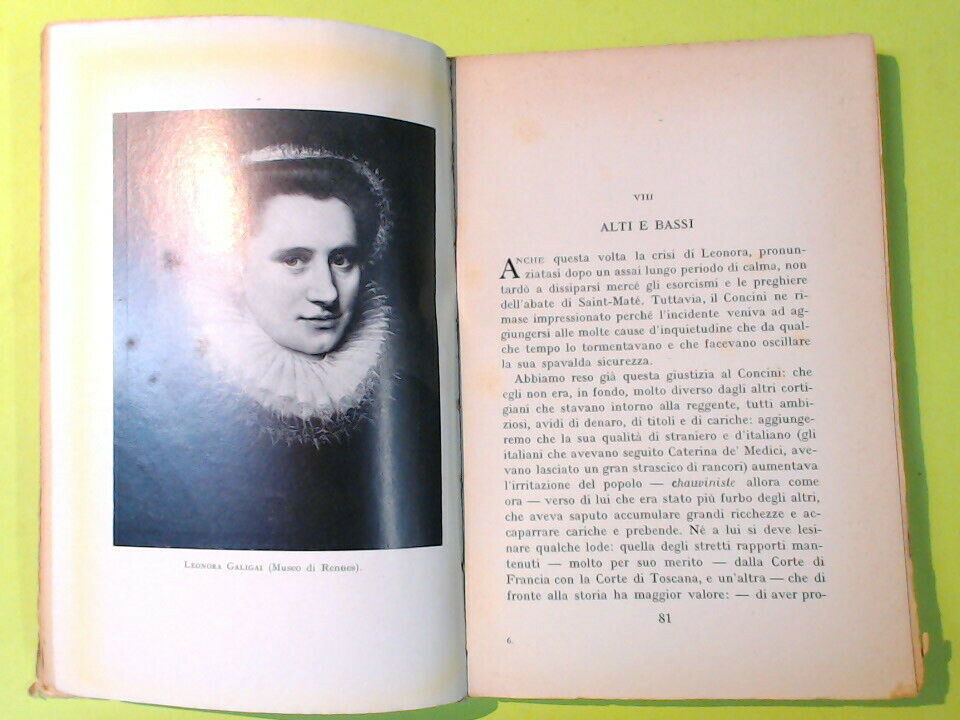 LEONORA GALIGAI (Museo di Rennes).
VIII
ALTI E BASSI
ANCHE questa volta la crisi di Leonora, pronun-
ziatasi dopo un assai lungo periodo di calma, non
tardò a dissiparsi mercé gli esorcismi e le preghiere
dell'abate di Saint-Maté. Tuttavia, il Concini ne ri-
mase impressionato perché l'incidente veniva ad ag-
giungersi alle molte cause d'inquietudine che da qual-
che tempo lo tormentavano e che facevano oscillare
la sua spavalda sicurezza.
Abbiamo reso già questa giustizia al Concini: che
egli non era, in fondo, molto diverso dagli altri corti-
giani che stavano intorno alla reggente, tutti ambi-
ziosi, avidi di denaro, di titoli e di cariche: aggiunge-
remo che la sua qualità di straniero e d'italiano (gli
italiani che avevano seguito Caterina de' Medici, ave-
vano lasciato un gran strascico di rancori) aumentava
l'irritazione del popolo — chauviniste allora come
ora — verso di lui che era stato più furbo degli altri,
che aveva saputo accumulare grandi ricchezze e ac-
caparrare cariche e prebende. Né a lui si deve lesi-
nare qualche lode: quella degli stretti rapporti man-
tenuti — molto per suo merito — dalla Corte di
Francia con la Corte di Toscana, e un'altra — che di
fronte alla storia ha maggior valore: — di aver pro-
81
6.